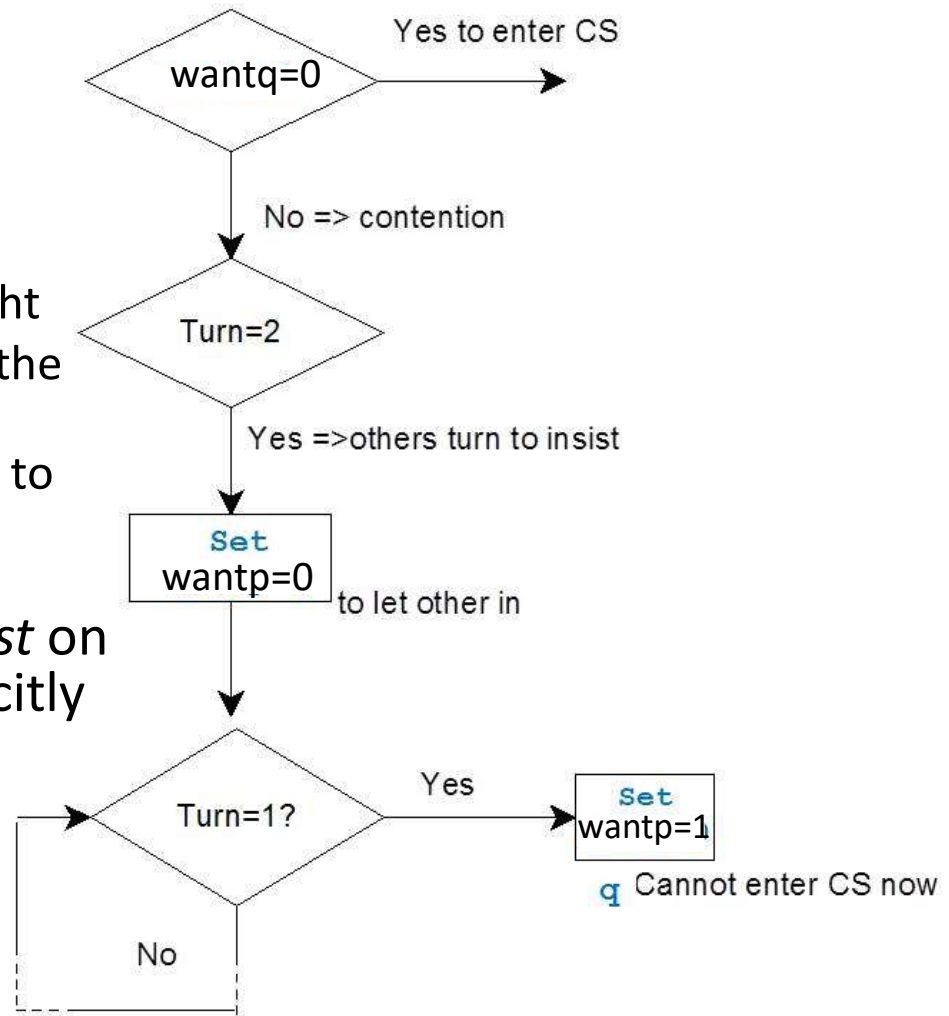 Yes to enter CS
wantq=0
No => contention
ht
Turn=2
the
Yes =>others turn to insist
to
Set
wantp=0
to let other in
st on
citly
Yes
Turn=1?
Set
wantp=1
q Cannot enter CS now
No